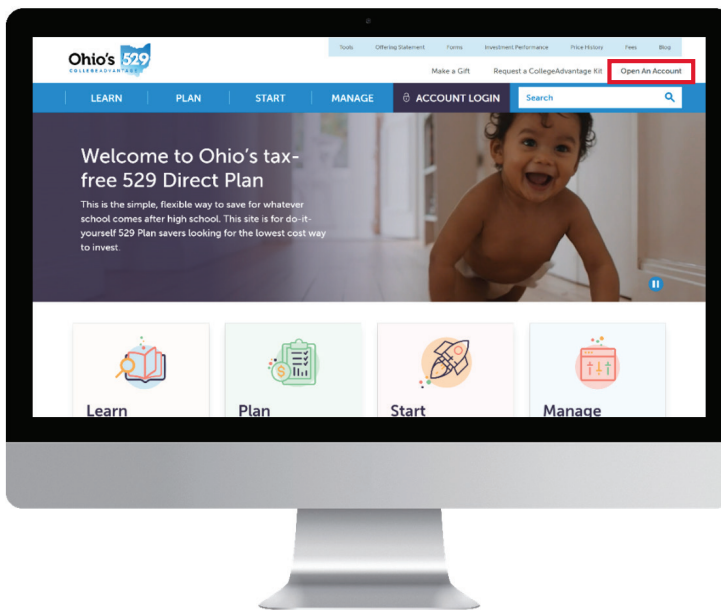 Tools Offering Statement Forms Investment Performance Price History Fees Blog
Ohio's 529
COLLEGEADVANTAGE
Make a Gift Request a CollegeAdvantage Kit Open An Account
LEARN PLAN START MANAGE ACCOUNT LOGIN Search
Welcome to Ohio's tax-
free 529 Direct Plan
This is the simple, flexible way to save for whatever
school comes after high school. This site is for do-it-
yourself 529 Plan savers looking for the lowest cost way
to invest.
Learn Plan Start Manage